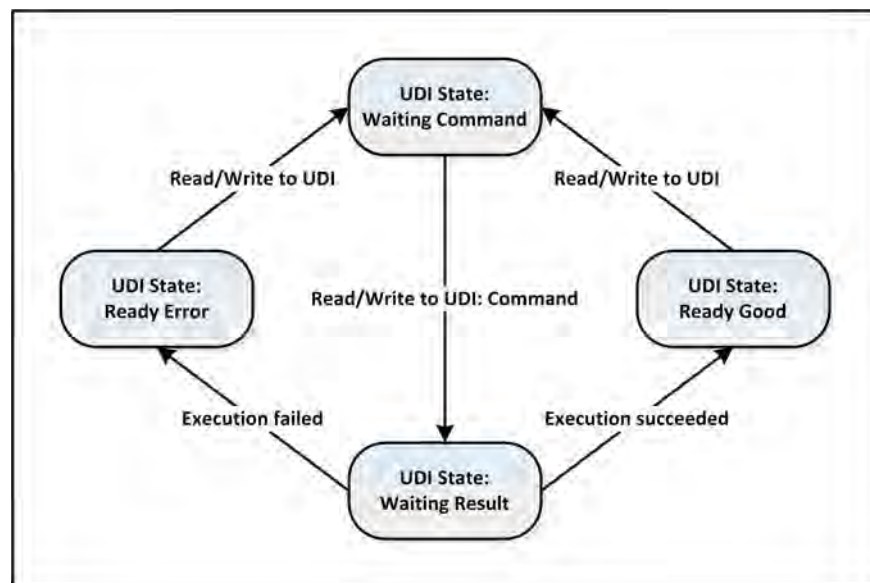 UDI State:
Waiting Command
Read/Write to UDI
Read/Write to UDI
UDI State:
Ready Error
Read/Write to UDI: Command
UDI State:
Ready Good
Execution failed
Execution succeeded
UDI State:
Waiting Result